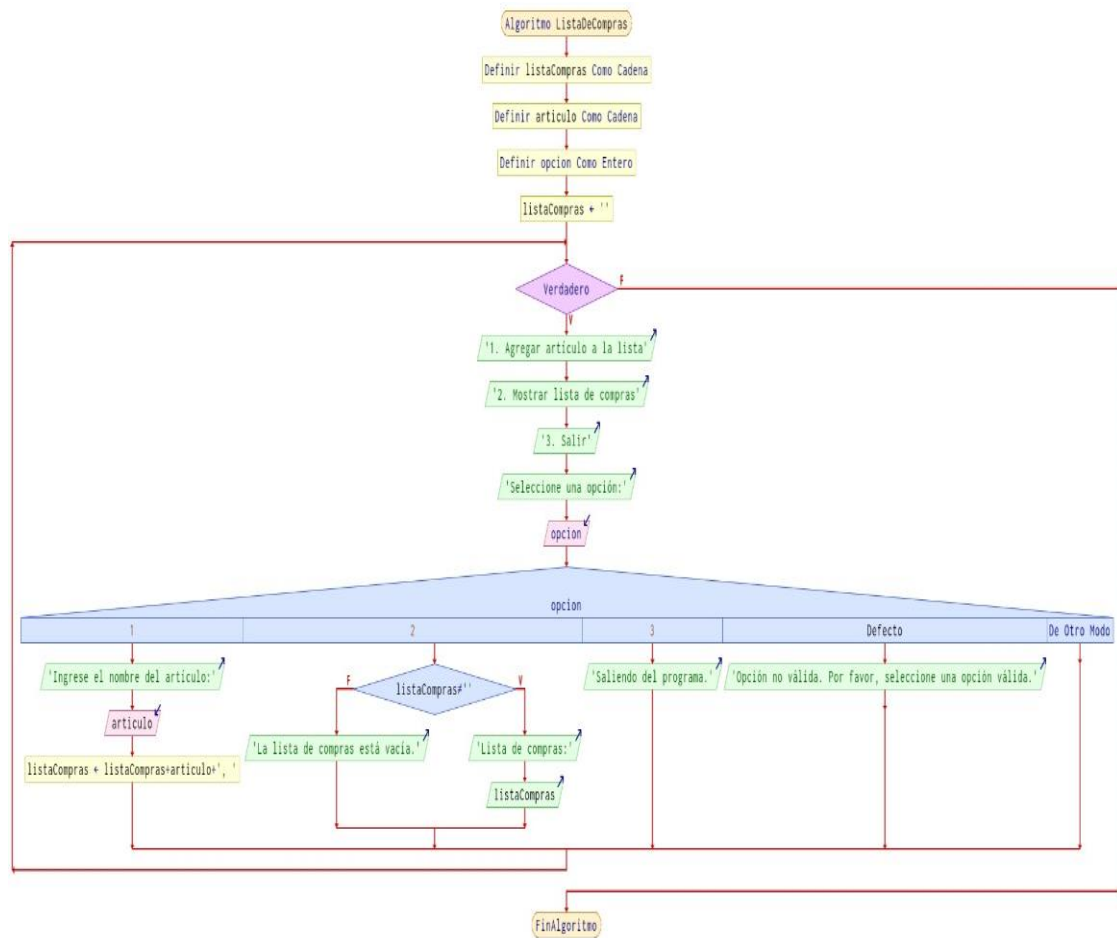 Algoritmo ListaDeCompras
Definir listaCompras Como Cadena
Definir articulo Como Cadena
Definir opcion Como Entero
listaCompras ← ''
Verdadero
F
V
'1. Agregar artículo a la lista'
'2. Mostrar lista de compras'
'3. Salir'
'Seleccione una opción:'
opcion
opcion
1
2
3
Defecto
De Otro Modo
'Ingrese el nombre del artículo:'
articulo
listaCompras ← listaCompras+articulo+', '
F
listaCompras≠''
V
'La lista de compras está vacía.'
'Lista de compras:'
listaCompras
'Saliendo del programa.'
'Opción no válida. Por favor, seleccione una opción válida.'
FinAlgoritmo